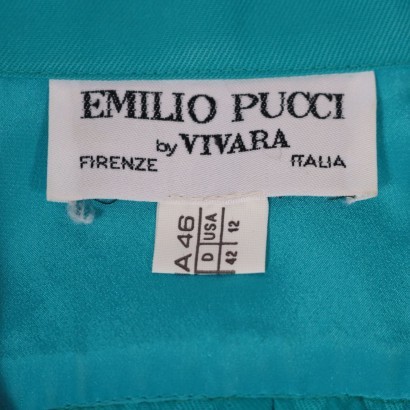 EMILIO PUCCI
by VIVARA
FIRENZE ITALIA
A 46
D 42
USA 12